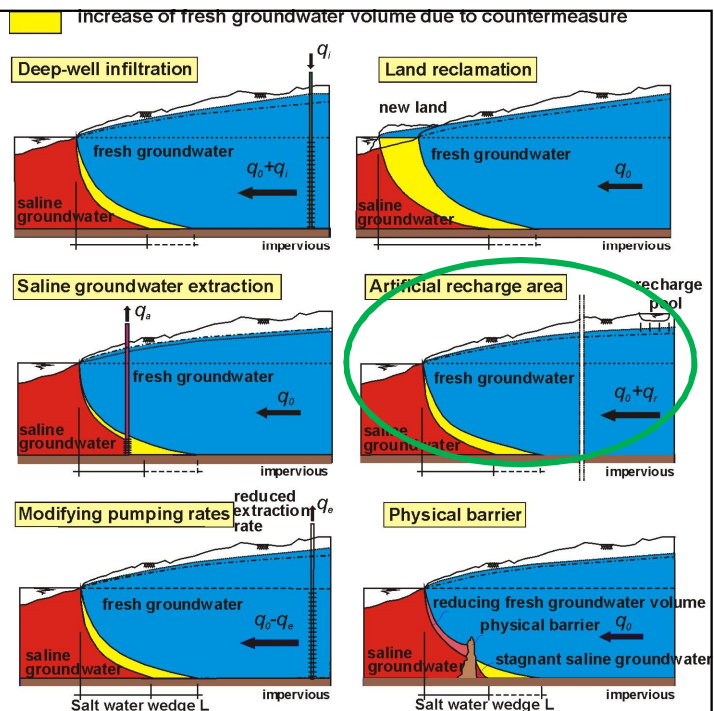 Increase of fresh groundwater volume due to countermeasure
Deep-well infiltration
qi
fresh groundwater
q0+qi
saline
groundwater
impervious
Land reclamation
new land
fresh groundwater
q0
saline
groundwater
impervious
Saline groundwater extraction
qa
fresh groundwater
q0
saline
groundwater
impervious
Artificial recharge area
recharge
pool
fresh groundwater
q0+qr
saline
groundwater
impervious
Modifying pumping rates
reduced
extraction
rate
qe
fresh groundwater
q0-qe
saline
groundwater
impervious
Salt water wedge L
Physical barrier
reducing fresh groundwater volume
physical barrier
q0
saline
groundwater
stagnant saline groundwater
impervious
Salt water wedge L